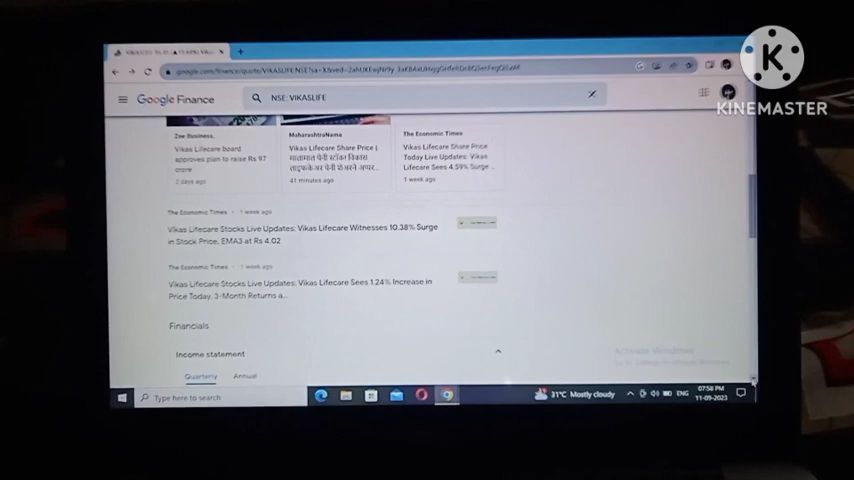 KINEMASTER
Google Finance
NSE: VIKASLIFE
Zee Business
Vikas Lifecare board
approves plan to raise Rs 97
crore
2 days ago
MaharashtraNama
Vikas Lifecare Share Price |
41 minutes ago
The Economic Times
Vikas Lifecare Share Price
Today Live Updates: Vikas
Lifecare Sees 4.59% Surge ...
1 week ago
The Economic Times • 1 week ago
Vikas Lifecare Stocks Live Updates: Vikas Lifecare Witnesses 10.38% Surge
in Stock Price, EMA3 at Rs 4.02
The Economic Times • 1 week ago
Vikas Lifecare Stocks Live Updates: Vikas Lifecare Sees 1.24% Increase in
Price Today, 3-Month Returns a...
Financials
Income statement
Quarterly Annual
Activate Windows
Type here to search
31°C Mostly cloudy
ENG
07:58 PM
11-09-2023